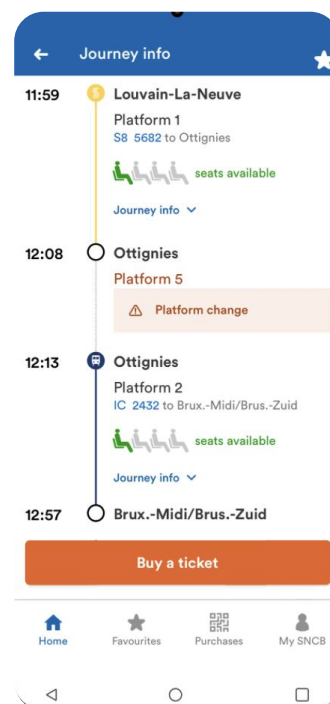 Journey info
11:59 Louvain-La-Neuve
Platform 1
S8 5682 to Ottignies
seats available
Journey info
12:08 Ottignies
Platform 5
Platform change
12:13 Ottignies
Platform 2
IC 2432 to Brux.-Midi/Brus.-Zuid
seats available
Journey info
12:57 Brux.-Midi/Brus.-Zuid
Buy a ticket
Home Favourites Purchases My SNCB